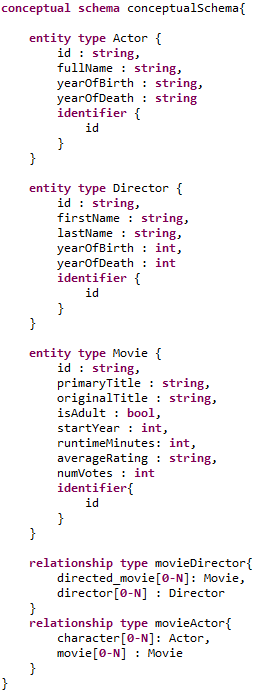 conceptual schema conceptualSchema{
entity type Actor {
id : string,
fullName : string,
yearOfBirth : string,
yearOfDeath : string
identifier {
id
}
}
entity type Director {
id : string,
firstName : string,
lastName : string,
yearOfBirth : int,
yearOfDeath : int
identifier {
id
}
}
entity type Movie {
id : string,
primaryTitle : string,
originalTitle : string,
isAdult : bool,
startYear : int,
runtimeMinutes: int,
averageRating : string,
numVotes : int
identifier{
id
}
}
relationship type movieDirector{
directed_movie[0-N]: Movie,
director[0-N] : Director
}
relationship type movieActor{
character[0-N]: Actor,
movie[0-N] : Movie
}
}